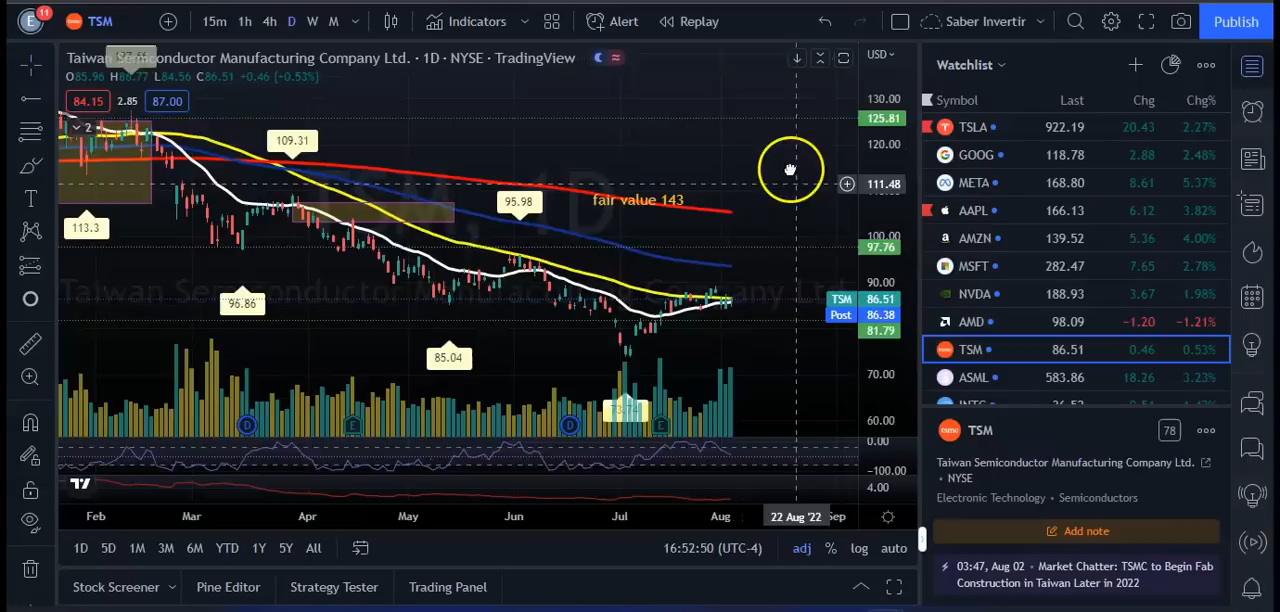 E 11 TSM 15m 1h 4h D W M Indicators Alert Replay Saber Invertir Publish
Taiwan Semiconductor Manufacturing Company Ltd. · 1D · NYSE · TradingView
O85.96 H88.77 L84.56 C86.51 +0.46 (+0.53%)
84.15 2.85 87.00
2
USD
130.00
125.81
120.00
111.48
100.00
97.76
90.00
TSM 86.51
Post 86.38
81.79
70.00
60.00
0.00
-100.00
4.00
109.31
fair value 143
95.98
113.3
96.86
85.04
D E D E
Feb Mar Apr May Jun Jul Aug 22 Aug '22 Sep
1D 5D 1M 3M 6M YTD 1Y 5Y All 16:52:50 (UTC-4) adj % log auto
Stock Screener Pine Editor Strategy Tester Trading Panel
Watchlist
Symbol Last Chg Chg%
TSLA 922.19 20.43 2.27%
GOOG 118.78 2.88 2.48%
META 168.80 8.61 5.37%
AAPL 166.13 6.12 3.82%
AMZN 139.52 5.36 4.00%
MSFT 282.47 7.65 2.78%
NVDA 188.93 3.67 1.98%
AMD 98.09 -1.20 -1.21%
TSM 86.51 0.46 0.53%
ASML 583.86 18.26 3.23%
TSM 78
Taiwan Semiconductor Manufacturing Company Ltd.
• NYSE
Electronic Technology • Semiconductors
Add note
03:47, Aug 02 • Market Chatter: TSMC to Begin Fab
Construction in Taiwan Later in 2022